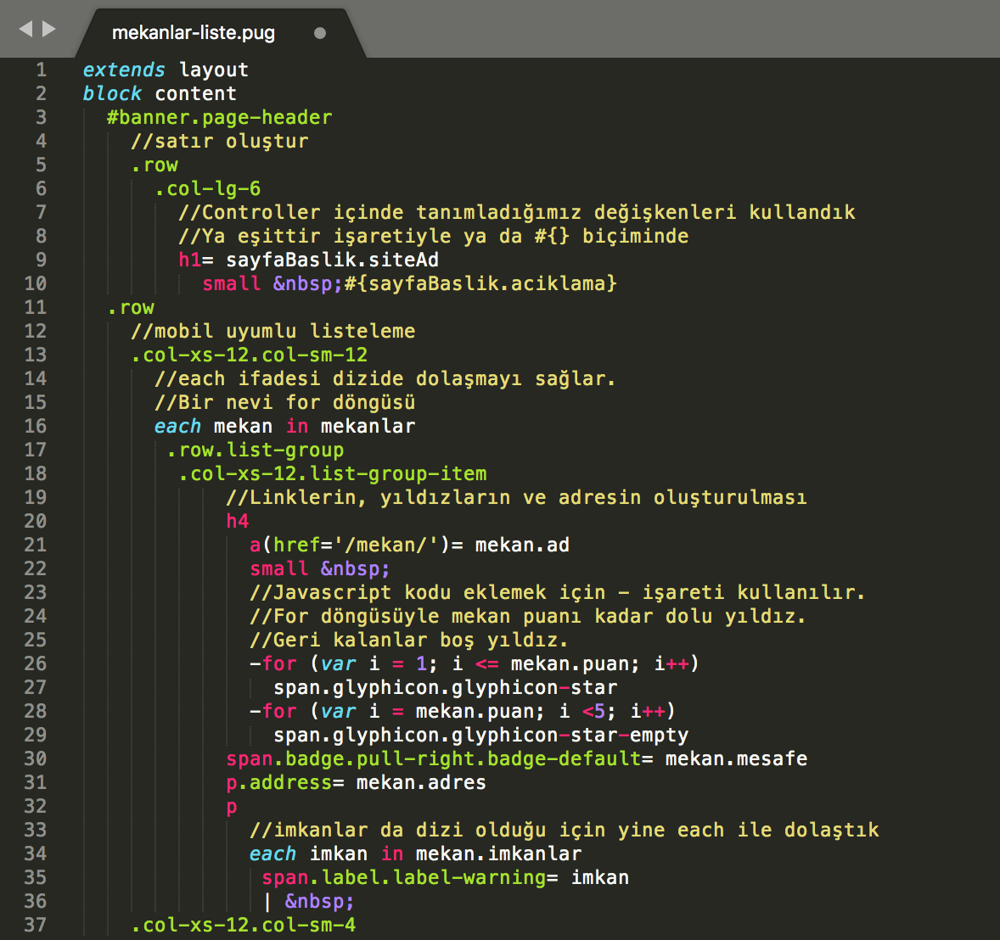 mekanlar-liste.pug
1 extends layout
2 block content
3 #banner.page-header
4 //satır oluştur
5 .row
6 .col-lg-6
7 //Controller içinde tanımladığımız değişkenleri kullandık
8 //Ya eşittir işaretiyle ya da #{} biçiminde
9 h1= sayfaBaslik.siteAd
10 small &nbsp;#{sayfaBaslik.aciklama}
11 .row
12 //mobil uyumlu listeleme
13 .col-xs-12.col-sm-12
14 //each ifadesi dizide dolaşmayı sağlar.
15 //Bir nevi for döngüsü
16 each mekan in mekanlar
17 .row.list-group
18 .col-xs-12.list-group-item
19 //Linklerin, yıldızların ve adresin oluşturulması
20 h4
21 a(href='/mekan/')= mekan.ad
22 small &nbsp;
23 //Javascript kodu eklemek için - işareti kullanılır.
24 //For döngüsüyle mekan puanı kadar dolu yıldız.
25 //Geri kalanlar boş yıldız.
26 -for (var i = 1; i <= mekan.puan; i++)
27 span.glyphicon.glyphicon-star
28 -for (var i = mekan.puan; i <5; i++)
29 span.glyphicon.glyphicon-star-empty
30 span.badge.pull-right.badge-default= mekan.mesafe
31 p.address= mekan.adres
32 p
33 //imkanlar da dizi olduğu için yine each ile dolaştık
34 each imkan in mekan.imkanlar
35 span.label.label-warning= imkan
36 | &nbsp;
37 .col-xs-12.col-sm-4